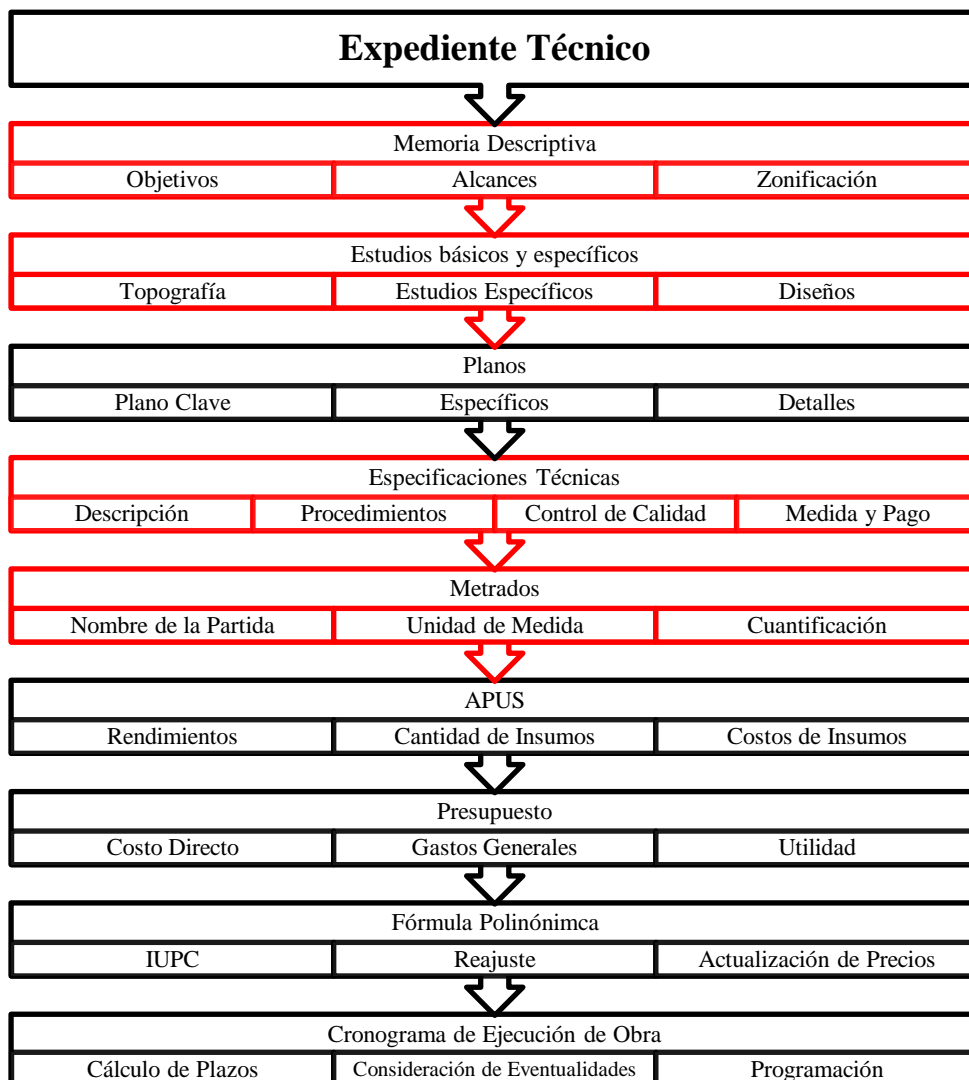 Expediente Técnico
Memoria Descriptiva
Objetivos Alcances Zonificación
Estudios básicos y específicos
Topografía Estudios Específicos Diseños
Planos
Plano Clave Específicos Detalles
Especificaciones Técnicas
Descripción Procedimientos Control de Calidad Medida y Pago
Metrados
Nombre de la Partida Unidad de Medida Cuantificación
APUS
Rendimientos Cantidad de Insumos Costos de Insumos
Presupuesto
Costo Directo Gastos Generales Utilidad
Fórmula Polinónimca
IUPC Reajuste Actualización de Precios
Cronograma de Ejecución de Obra
Cálculo de Plazos Consideración de Eventualidades Programación